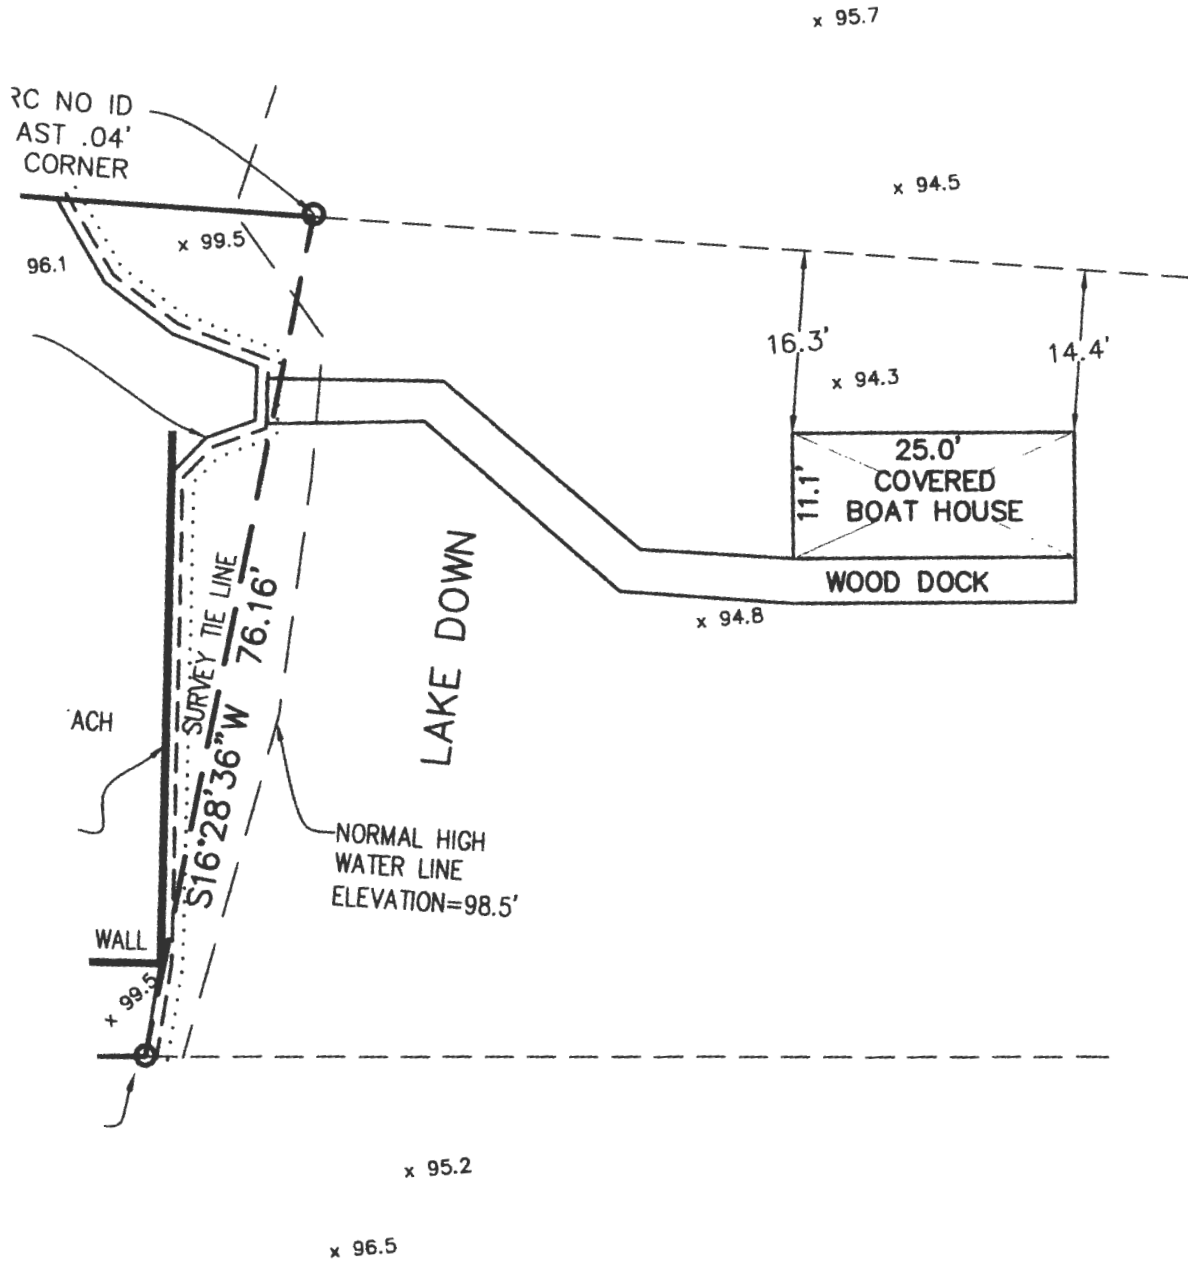 x 95.7
RC NO ID
AST .04'
CORNER
x 94.5
x 99.5
96.1
16.3'
14.4'
x 94.3
25.0'
COVERED
BOAT HOUSE
11.1'
WOOD DOCK
x 94.8
SURVEY TIE LINE
S16°28'36"W 76.16'
LAKE DOWN
ACH
NORMAL HIGH
WATER LINE
ELEVATION=98.5'
WALL
+ 99.5
x 95.2
x 96.5